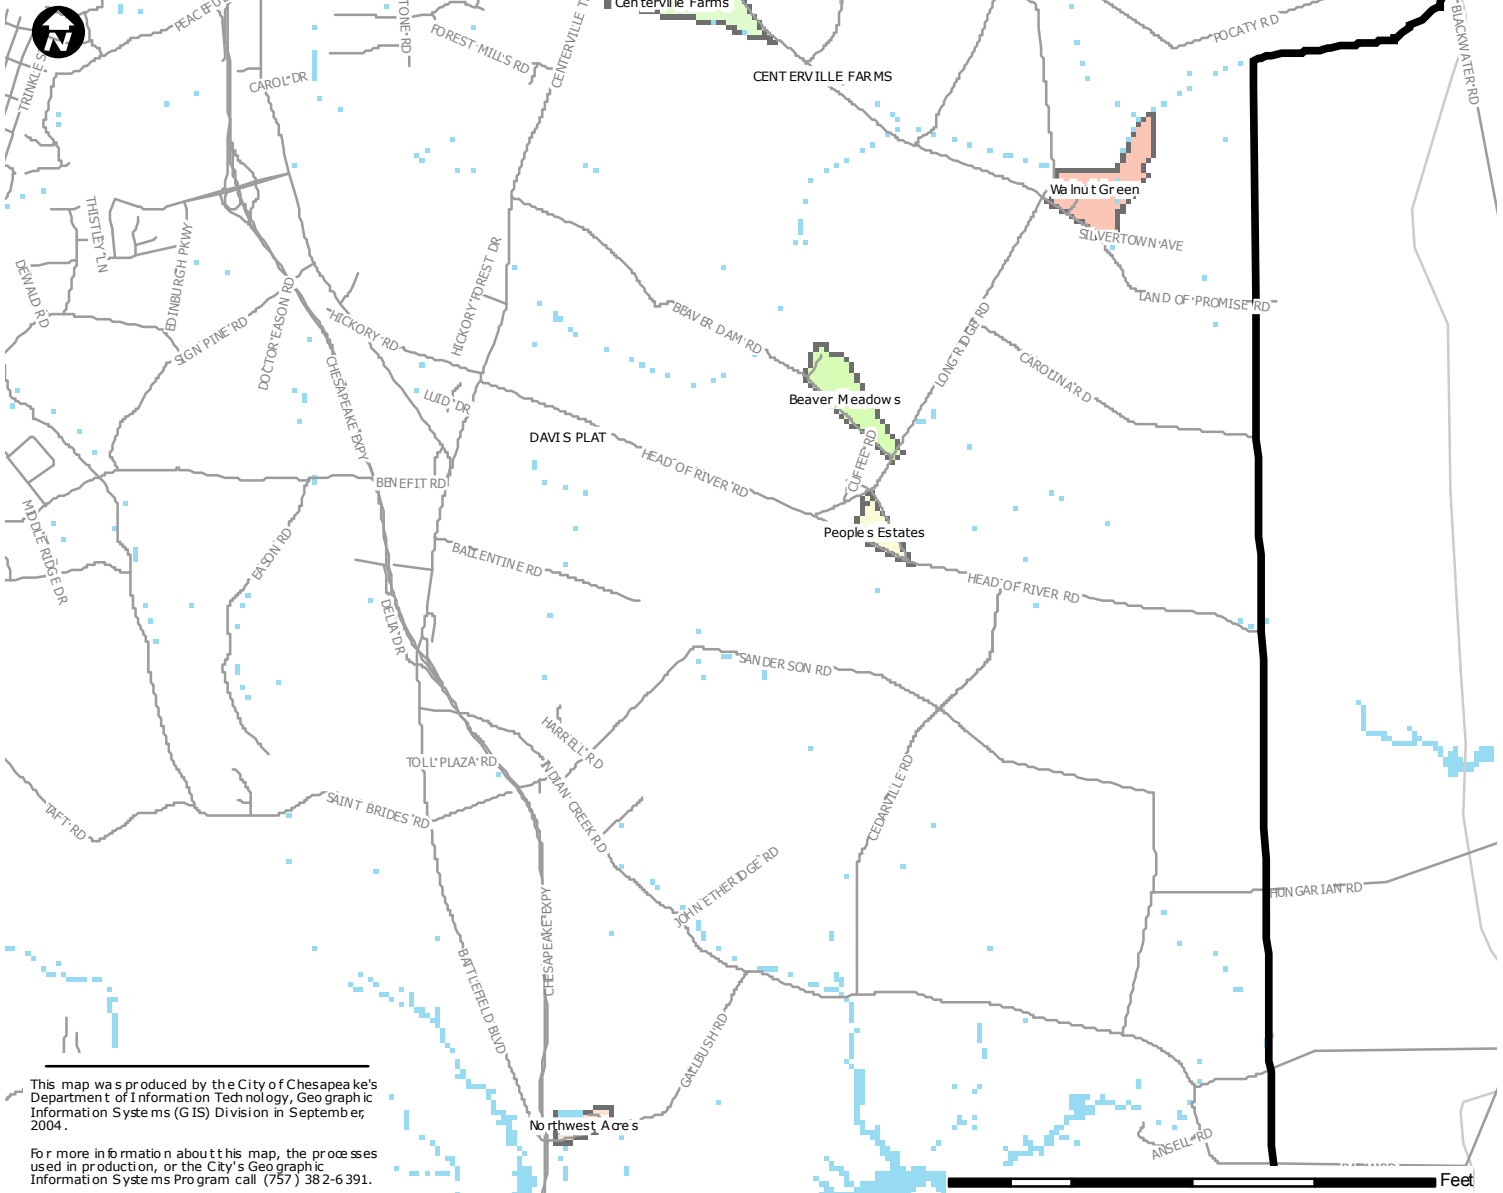 Centerville Farms
PEACEFUL
TONE RD
FOREST MILLS RD
CENTERVILLE T
POCATY RD
BLACKWATER RD
N
TRINKLE S
CAROL DR
CENTERVILLE FARMS
Walnut Green
SILVERTOWN AVE
THISTLEY LN
EDINBURGH PKWY
DEWALD RD
SIGN PINE RD
DOCTOR EASON RD
HICKORY RD
HICKORY FOREST DR
LAND OF PROMISE RD
BEAVER DAM RD
LONG RIDGE RD
CAROLINA RD
CHESAPEAKE EXPY
LUID DR
Beaver Meadows
DAVIS PLAT
CUFFEE RD
HEAD OF RIVER RD
BENEFIT RD
MIDDLE RIDGE DR
EASON RD
BALLENTINE RD
Peoples Estates
HEAD OF RIVER RD
DELIA DR
SANDERSON RD
HARRELL RD
TOLL PLAZA RD
INDIAN CREEK RD
CEDARVILLE RD
TAFT RD
SAINT BRIDES RD
JOHN ETHERIDGE RD
HUNGARIAN RD
CHESAPEAKE EXPY
BATTLEFIELD BLVD
GALLBUSH RD
Northwest Acres
ANSELL RD
This map was produced by the City of Chesapeake's
Department of Information Technology, Geographic
Information Systems (GIS) Division in September,
2004.
For more information about this map, the processes
used in production, or the City's Geographic
Information Systems Program call (757) 382-6391.
Feet